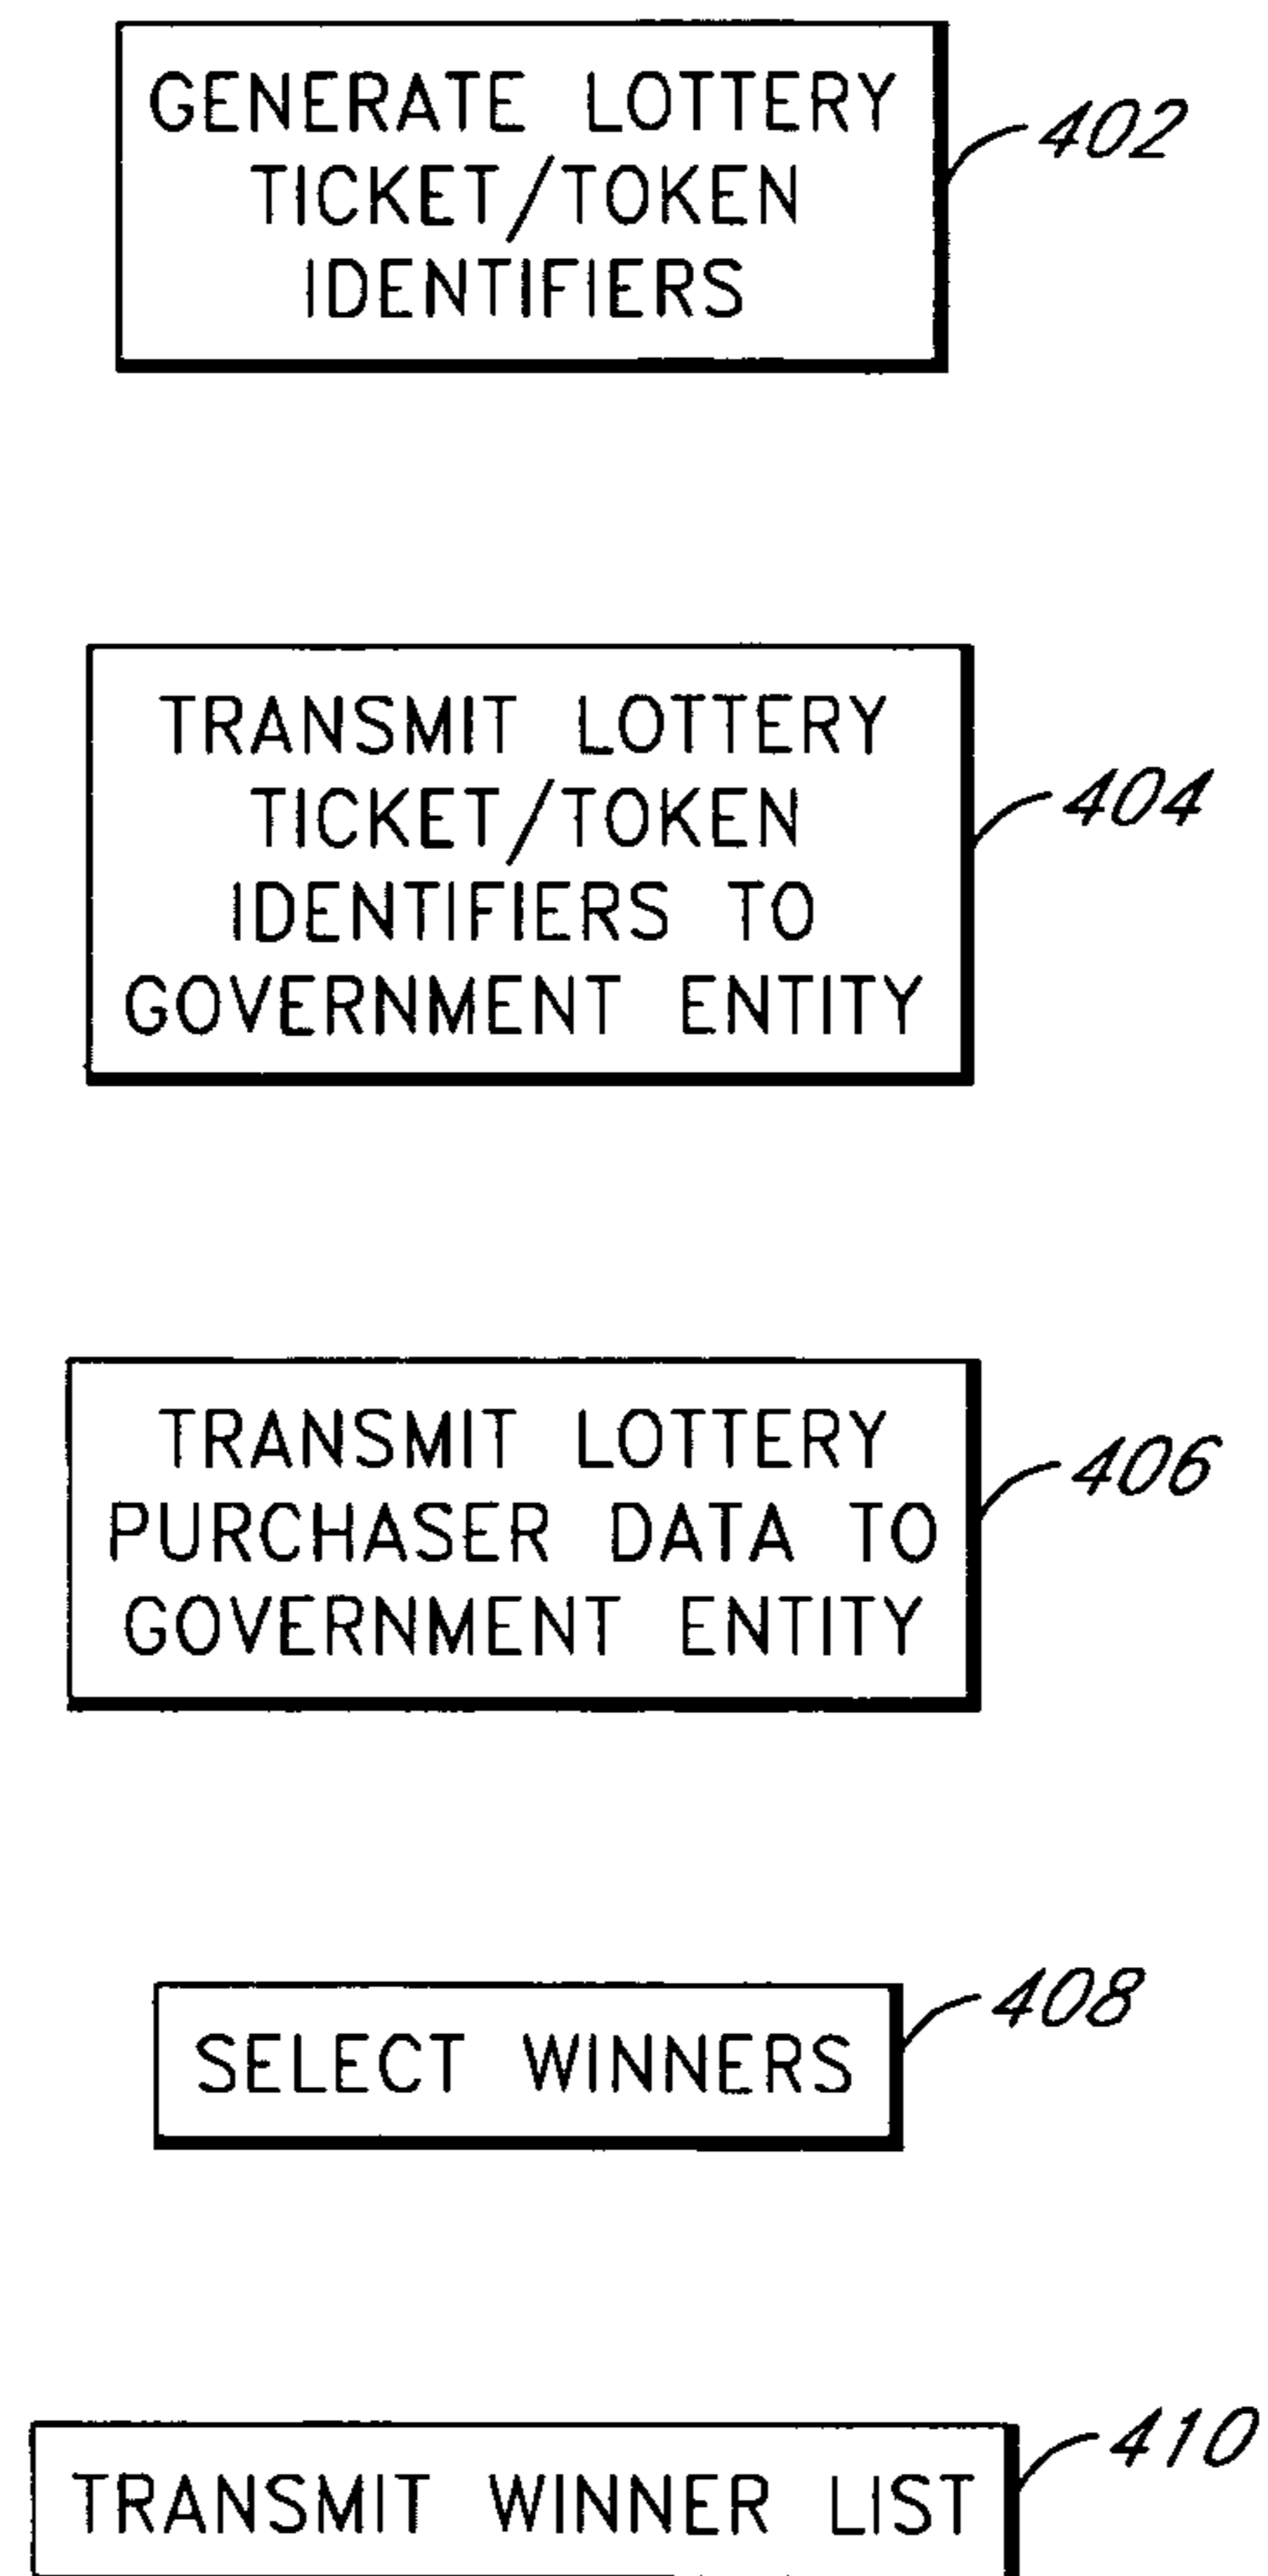 GENERATE LOTTERY
TICKET/TOKEN
IDENTIFIERS
402
TRANSMIT LOTTERY
TICKET/TOKEN
IDENTIFIERS TO
GOVERNMENT ENTITY
404
TRANSMIT LOTTERY
PURCHASER DATA TO
GOVERNMENT ENTITY
406
SELECT WINNERS
408
TRANSMIT WINNER LIST
410